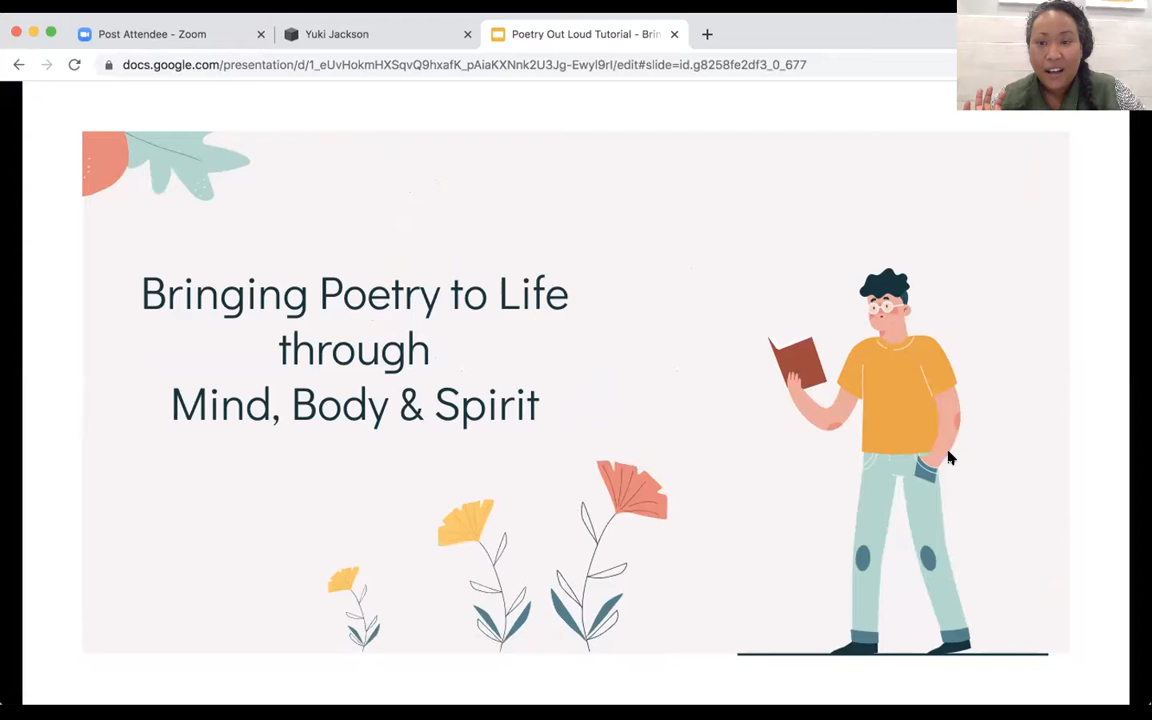 Post Attendee - Zoom
Yuki Jackson
Poetry Out Loud Tutorial - Brin
docs.google.com/presentation/d/1_eUvHokmHXSqvQ9hxafK_pAiaKXNnk2U3Jg-Ewyl9rI/edit#slide=id.g8258fe2df3_0_677
Bringing Poetry to Life
through
Mind, Body & Spirit